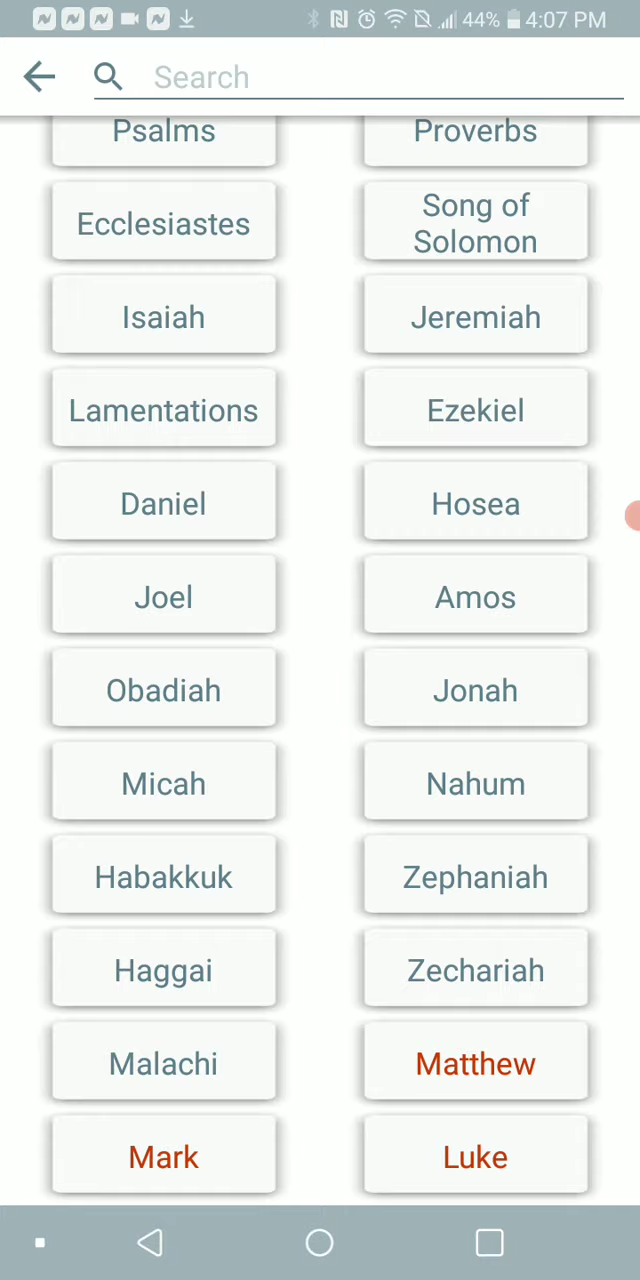 44% 4:07 PM
Search
Psalms
Proverbs
Ecclesiastes
Song of
Solomon
Isaiah
Jeremiah
Lamentations
Ezekiel
Daniel
Hosea
Joel
Amos
Obadiah
Jonah
Micah
Nahum
Habakkuk
Zephaniah
Haggai
Zechariah
Malachi
Matthew
Mark
Luke